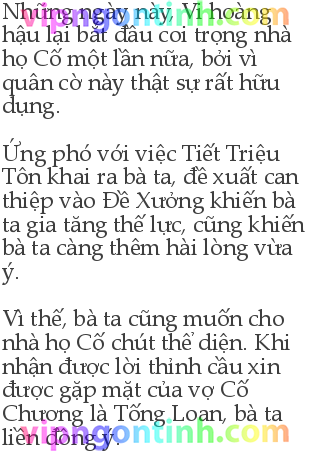 Những ngày này, Vi hoàng
vipngontinh.com
hậu lại bắt đầu coi trọng nhà
họ Cố một lần nữa, bởi vì
quân cờ này thật sự rất hữu
dụng.
Ứng phó với việc Tiết Triệu
Tôn khai ra bà ta, đề xuất can
thiệp vào Đề Xưởng khiến bà
ta gia tăng thế lực, cũng khiến
bà ta càng thêm hài lòng vừa
ý.
Vì thế, bà ta cũng muốn cho
nhà họ Cố chút thể diện. Khi
nhận được lời thỉnh cầu xin
được gặp mặt của vợ Cố
Chương là Tống Loan, bà ta
vipngontinh.com
liền đồng ý.